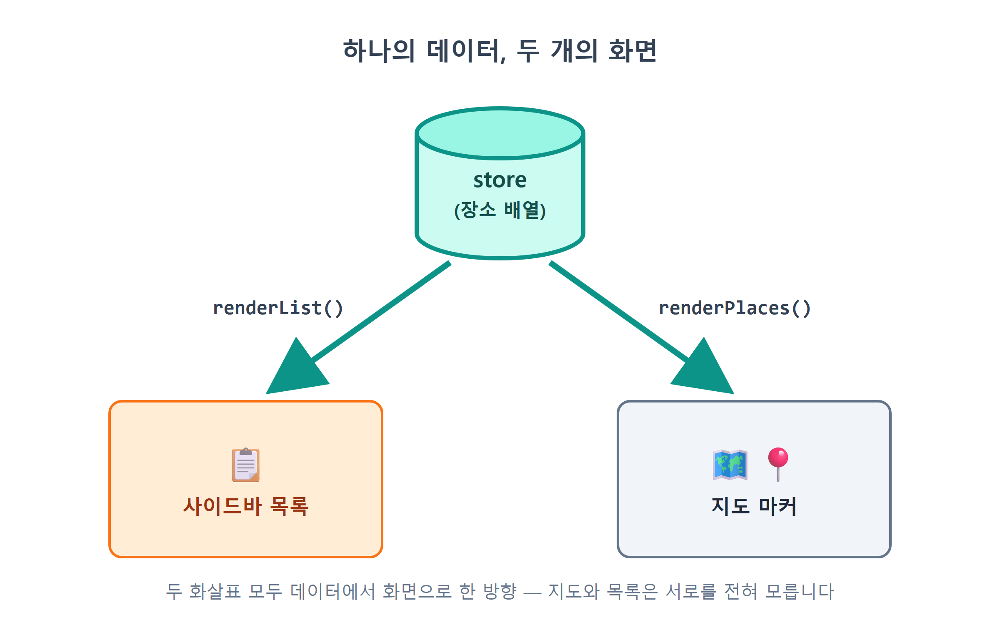 하나의 데이터, 두 개의 화면
store
(장소 배열)
renderList()
renderPlaces()
사이드바 목록
지도 마커
두 화살표 모두 데이터에서 화면으로 한 방향 — 지도와 목록은 서로를 전혀 모릅니다